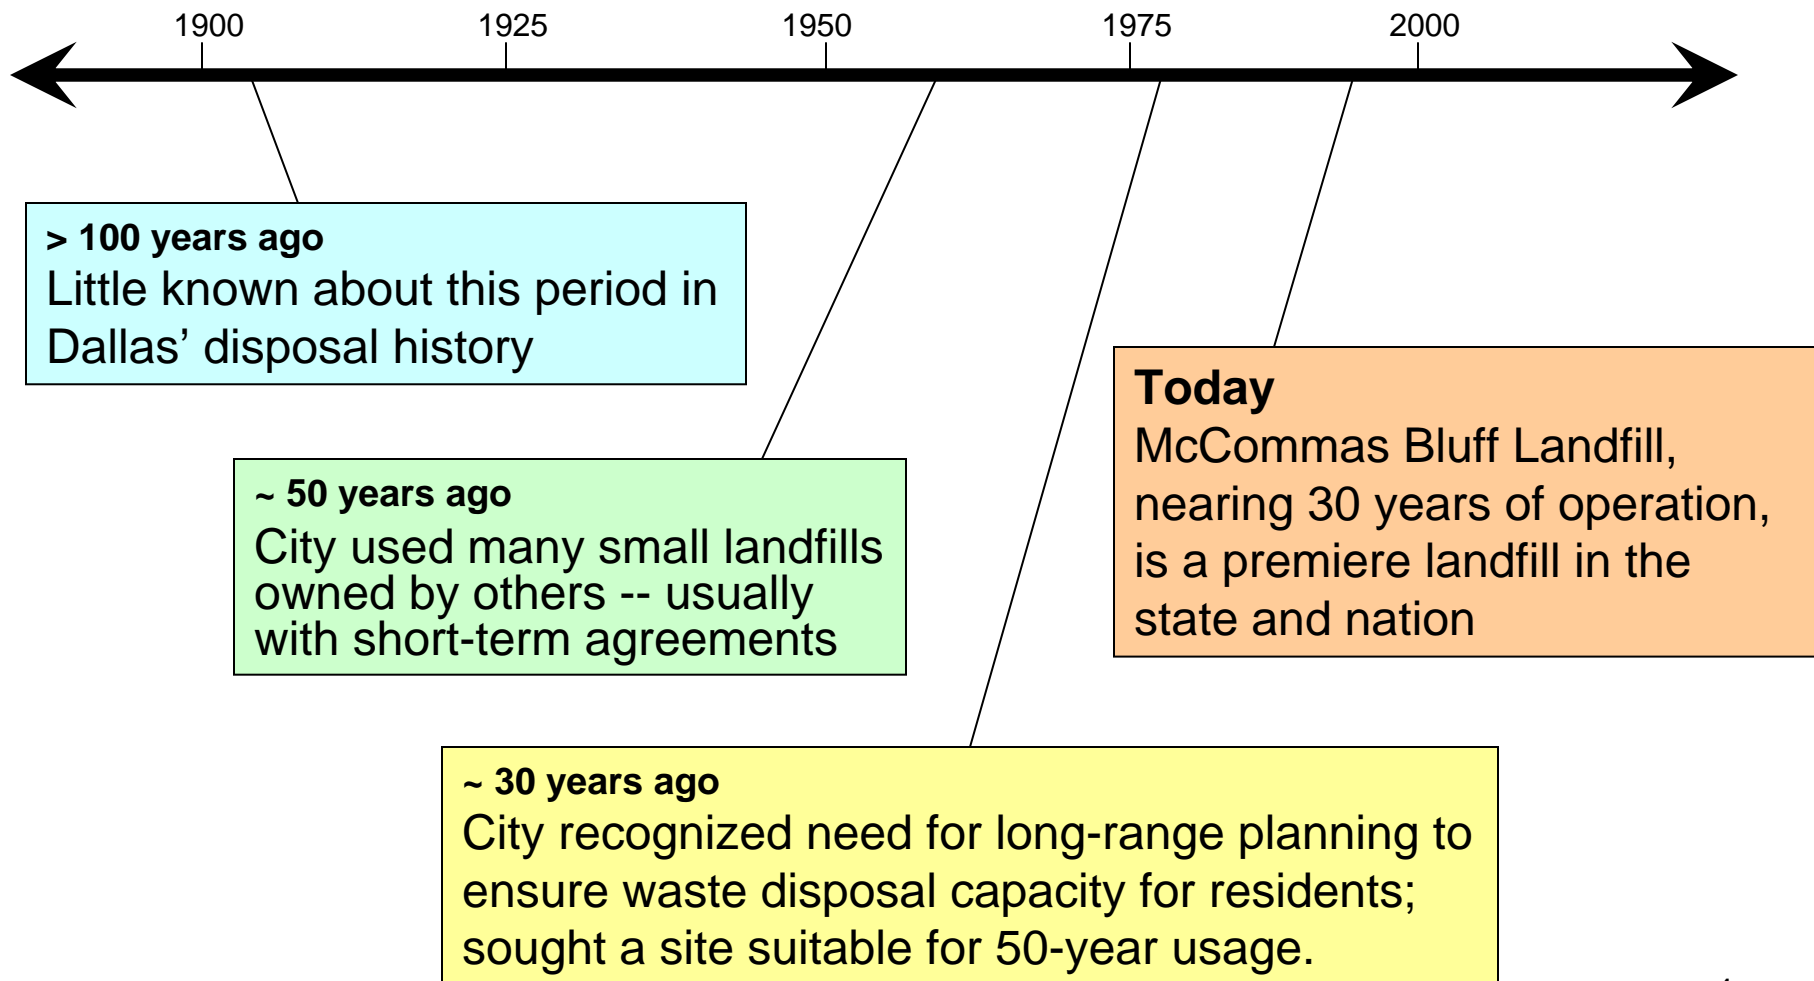 1900 1925 1950 1975 2000
> 100 years ago
Little known about this period in
Dallas’ disposal history
~ 50 years ago
City used many small landfills
owned by others -- usually
with short-term agreements
Today
McCommas Bluff Landfill,
nearing 30 years of operation,
is a premiere landfill in the
state and nation
~ 30 years ago
City recognized need for long-range planning to
ensure waste disposal capacity for residents;
sought a site suitable for 50-year usage.